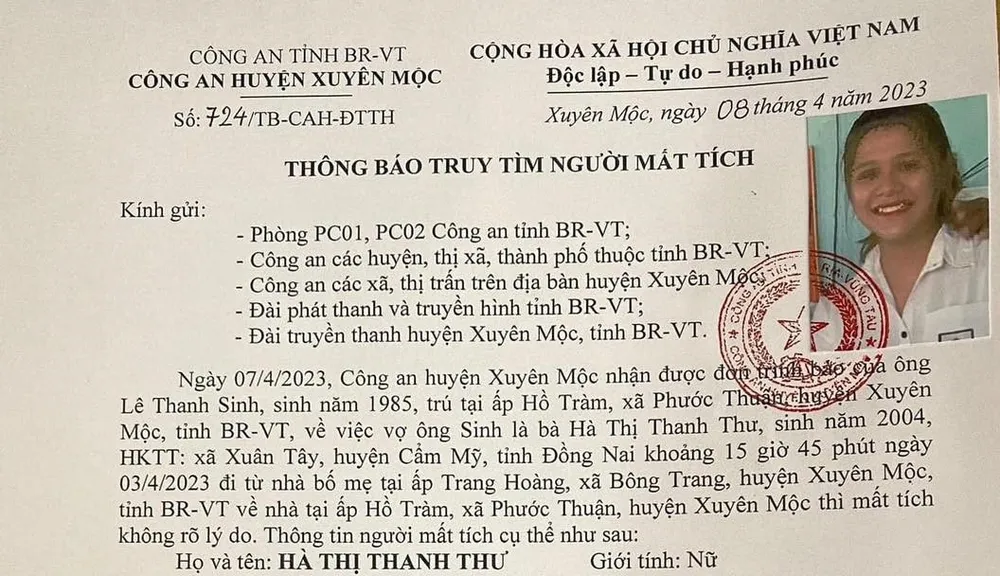 CÔNG AN TỈNH BR-VT
CÔNG AN HUYỆN XUYÊN MỘC
Số: 724/TB-CAH-ĐTTH
CỘNG HÒA XÃ HỘI CHỦ NGHĨA VIỆT NAM
Độc lập – Tự do – Hạnh phúc
Xuyên Mộc, ngày 08 tháng 4 năm 2023
THÔNG BÁO TRUY TÌM NGƯỜI MẤT TÍCH
Kính gửi:
- Phòng PC01, PC02 Công an tỉnh BR-VT;
- Công an các huyện, thị xã, thành phố thuộc tỉnh BR-VT;
- Công an các xã, thị trấn trên địa bàn huyện Xuyên Mộc;
- Đài phát thanh và truyền hình tỉnh BR-VT;
- Đài truyền thanh huyện Xuyên Mộc, tỉnh BR-VT.
Ngày 07/4/2023, Công an huyện Xuyên Mộc nhận được đơn trình báo của ông
Lê Thanh Sinh, sinh năm 1985, trú tại ấp Hồ Tràm, xã Phước Thuận, huyện Xuyên
Mộc, tỉnh BR-VT, về việc vợ ông Sinh là bà Hà Thị Thanh Thư, sinh năm 2004,
HKTT: xã Xuân Tây, huyện Cẩm Mỹ, tỉnh Đồng Nai khoảng 15 giờ 45 phút ngày
03/4/2023 đi từ nhà bố mẹ tại ấp Trang Hoàng, xã Bông Trang, huyện Xuyên Mộc,
tỉnh BR-VT về nhà tại ấp Hồ Tràm, xã Phước Thuận, huyện Xuyên Mộc thì mất tích
không rõ lý do. Thông tin người mất tích cụ thể như sau:
Họ và tên: HÀ THỊ THANH THƯ Giới tính: Nữ